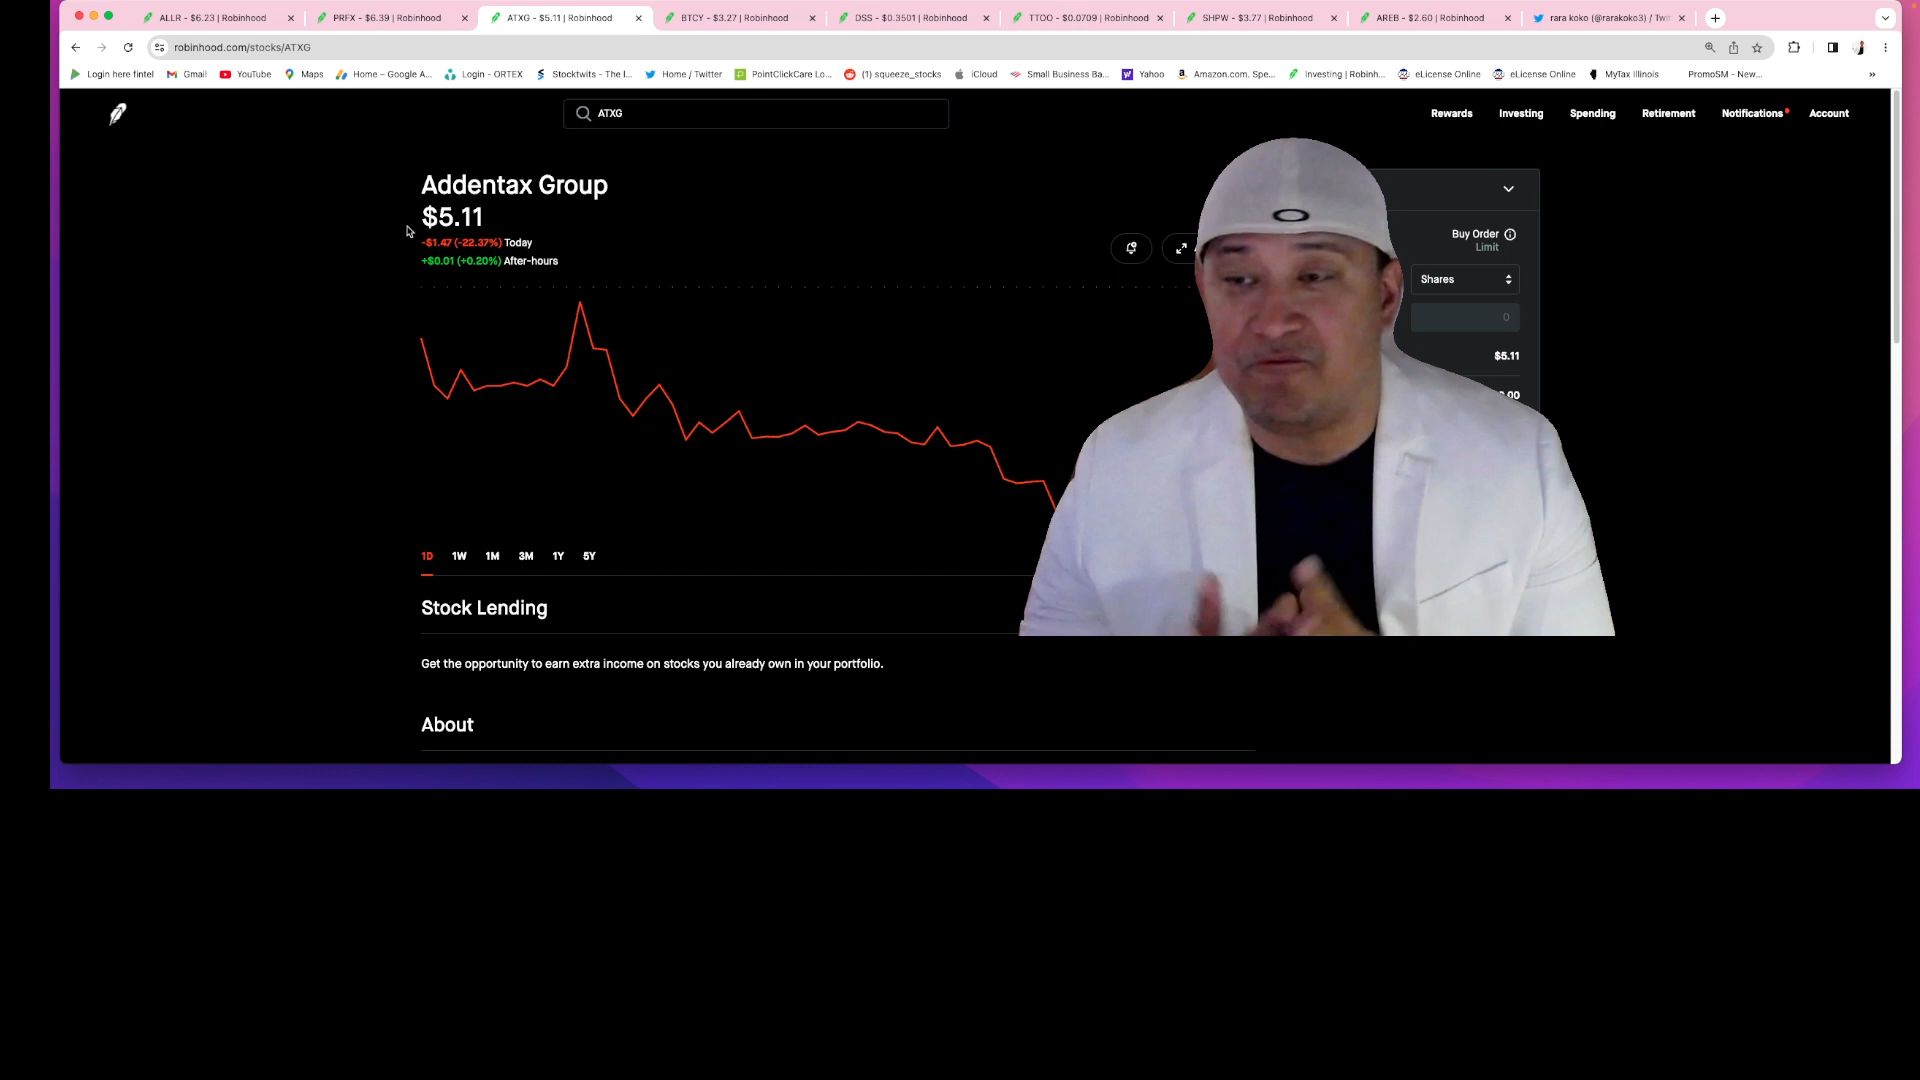 ALLR - $6.23 | Robinhood
PRFX - $6.39 | Robinhood
ATXG - $5.11 | Robinhood
BTCY - $3.27 | Robinhood
DSS - $0.3501 | Robinhood
TTOO - $0.0709 | Robinhood
SHPW - $3.77 | Robinhood
AREB - $2.60 | Robinhood
rara koko (@rarakoko3) / Twi
robinhood.com/stocks/ATXG
Login here fintel
Gmail
YouTube
Maps
Home – Google A...
Login - ORTEX
Stocktwits - The l...
Home / Twitter
PointClickCare Lo...
(1) squeeze_stocks
iCloud
Small Business Ba...
Yahoo
Amazon.com. Spe...
Investing | Robinh...
eLicense Online
eLicense Online
MyTax Illinois
PromoSM - New...
»
ATXG
Rewards
Investing
Spending
Retirement
Notifications
Account
Addentax Group
$5.11
-$1.47 (-22.37%) Today
+$0.01 (+0.20%) After-hours
Buy Order
Limit
Shares
0
$5.11
1D 1W 1M 3M 1Y 5Y
Stock Lending
Get the opportunity to earn extra income on stocks you already own in your portfolio.
About